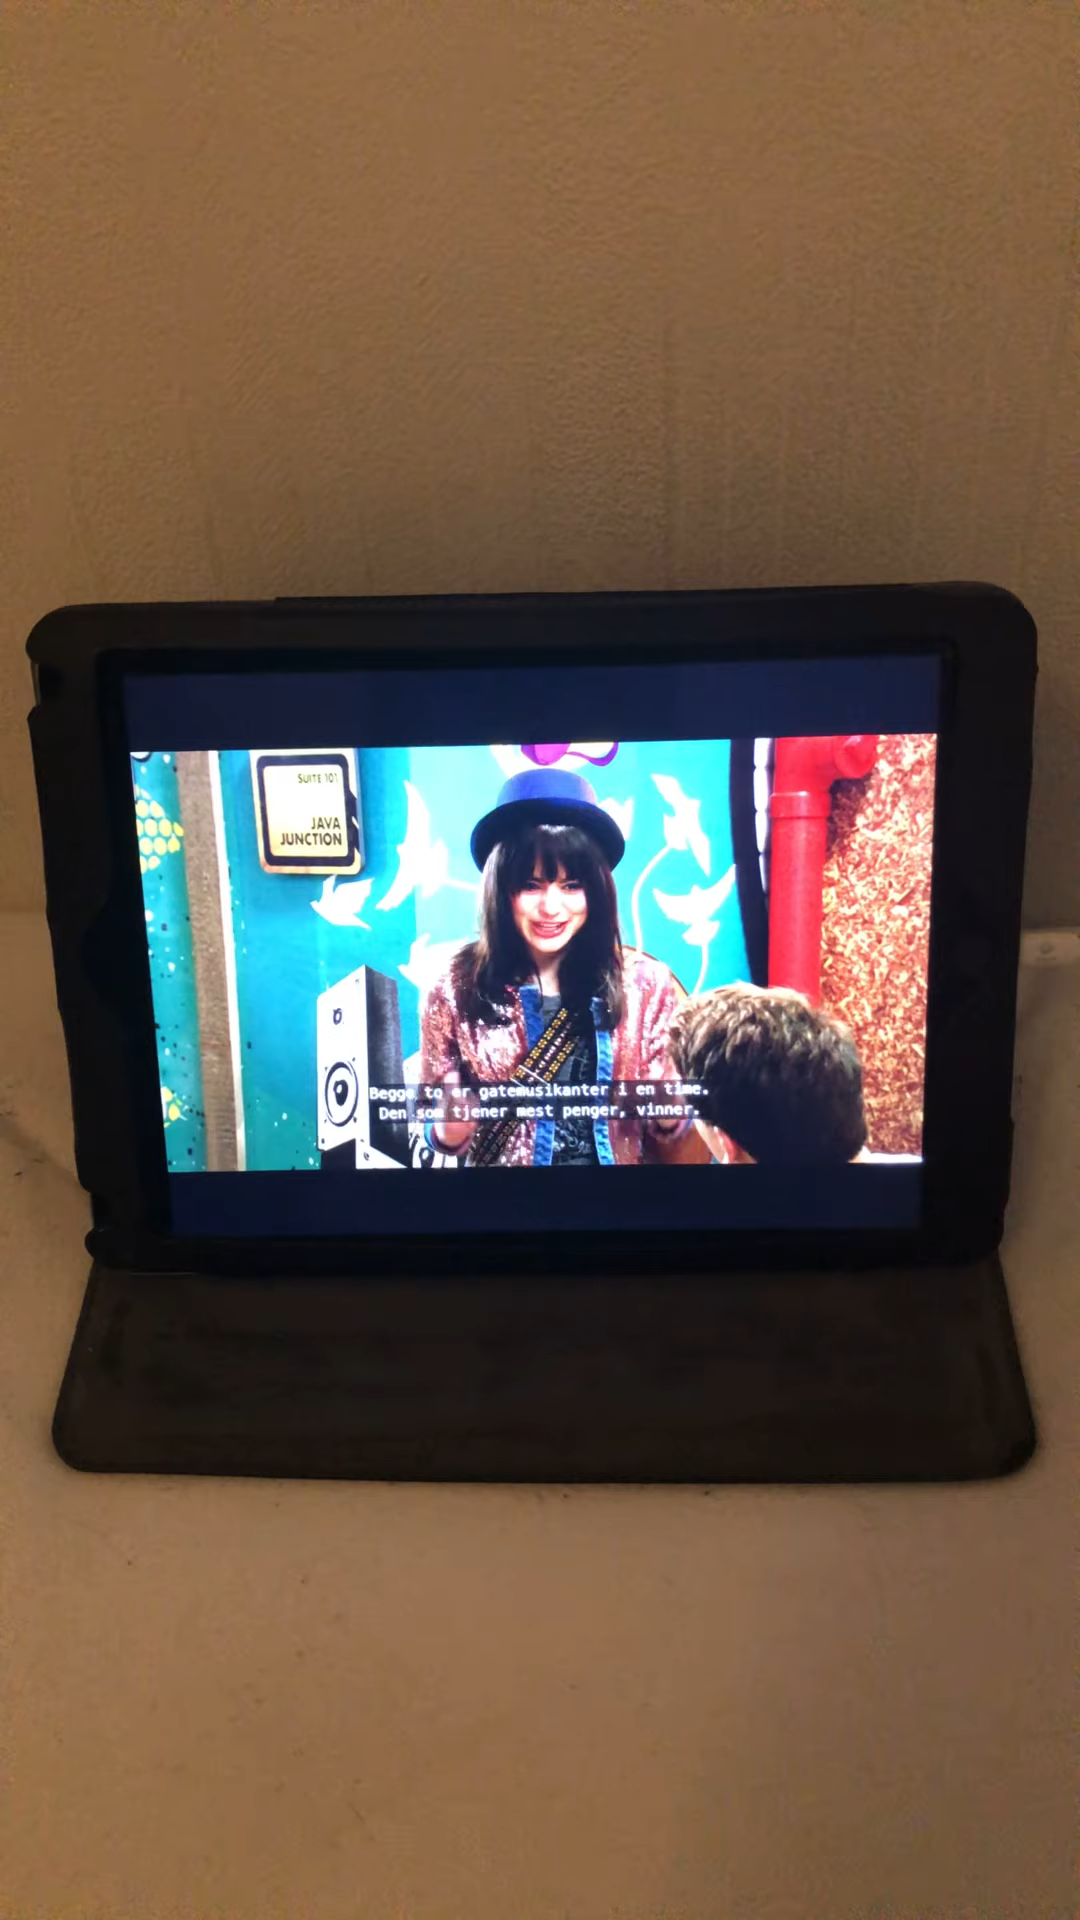 SUITE 101
JAVA
JUNCTION
Begge to er gatemusikanter i en time.
Den som tjener mest penger, vinner.